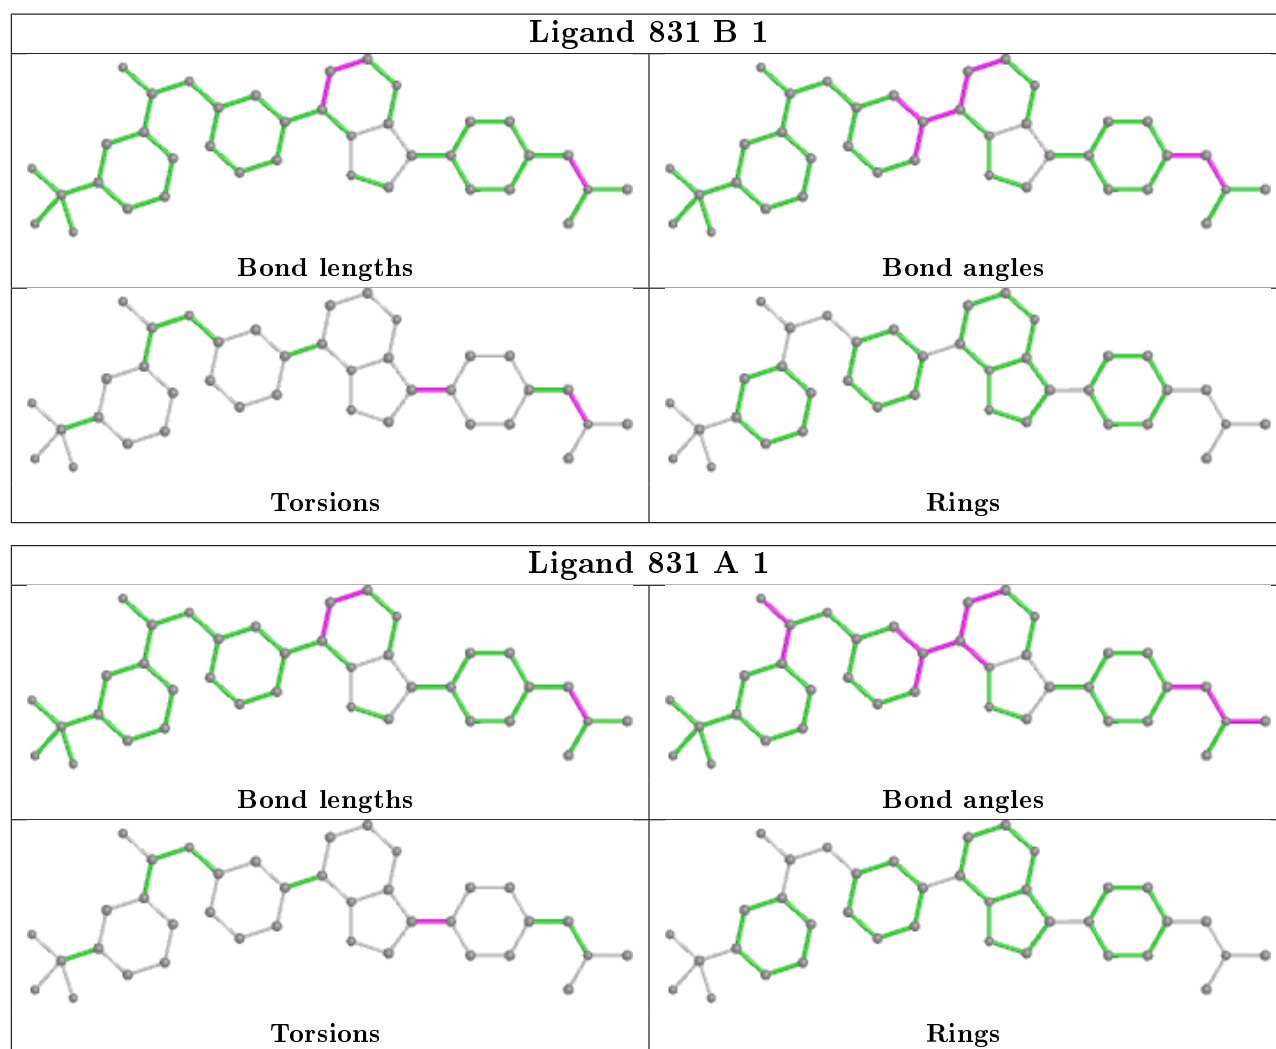 Ligand 831 B 1
Bond lengths
Bond angles
Torsions
Rings
Ligand 831 A 1
Bond lengths
Bond angles
Torsions
Rings